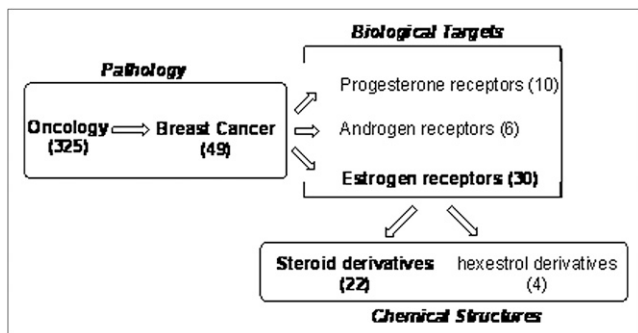 Biological Targets
Pathology
Progesterone receptors (10)
Oncology
(325)
Breast Cancer
(49)
Androgen receptors (6)
Estrogen receptors (30)
Steroid derivatives
(22)
hexestrol derivatives
(4)
Chemical Structures